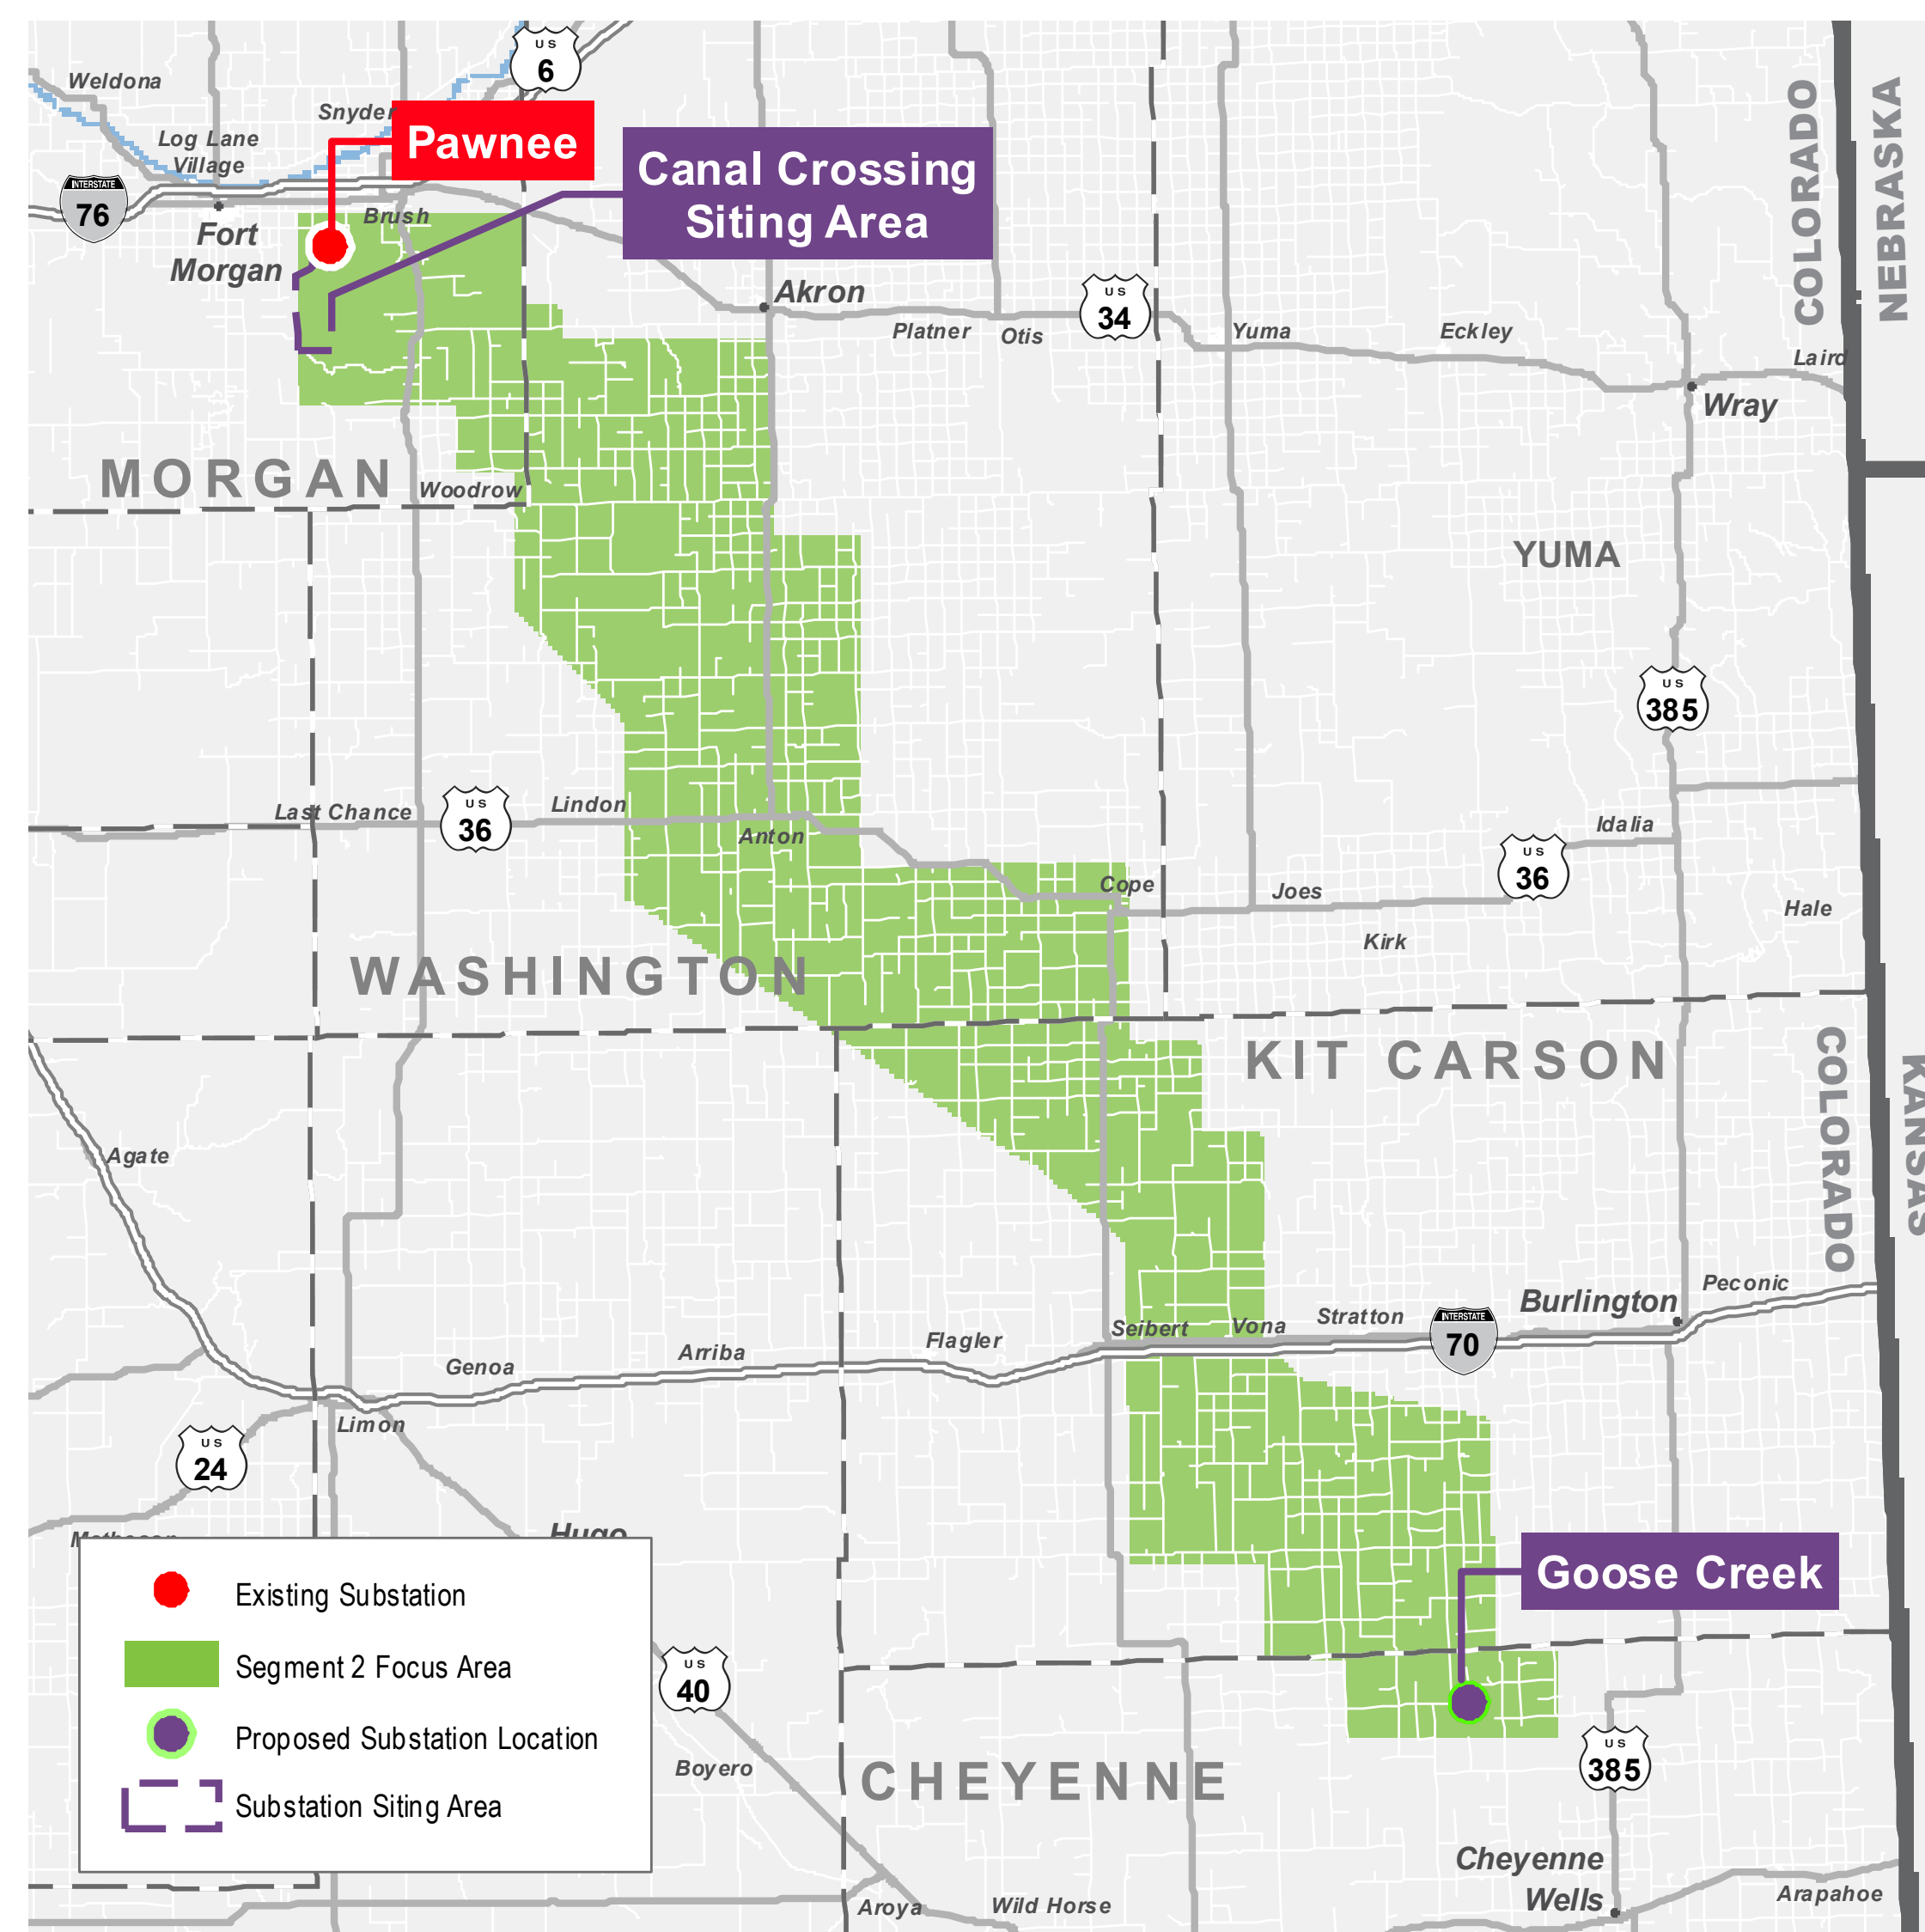 US
6
Weldona
Snyder
Pawnee
Log Lane
Village
Canal Crossing
Siting Area
INTERSTATE
76
Brush
Fort
Morgan
COLORADO
NEBRASKA
Akron
US
34
Platner
Otis
Yuma
Eckley
Laird
Wray
MORGAN
Woodrow
YUMA
US
385
Last Chance
US
36
Lindon
Anton
Idalia
US
36
Cope
Joes
Hale
Kirk
WASHINGTON
KIT CARSON
COLORADO
KANSAS
Agate
Peconic
Burlington
Stratton
Vona
Seibert
INTERSTATE
70
Flagler
Arriba
Genoa
Limon
US
24
Matheson
Hugo
Goose Creek
Existing Substation
Segment 2 Focus Area
Proposed Substation Location
Substation Siting Area
US
40
Boyero
CHEYENNE
US
385
Cheyenne
Wells
Arapahoe
Aroya
Wild Horse